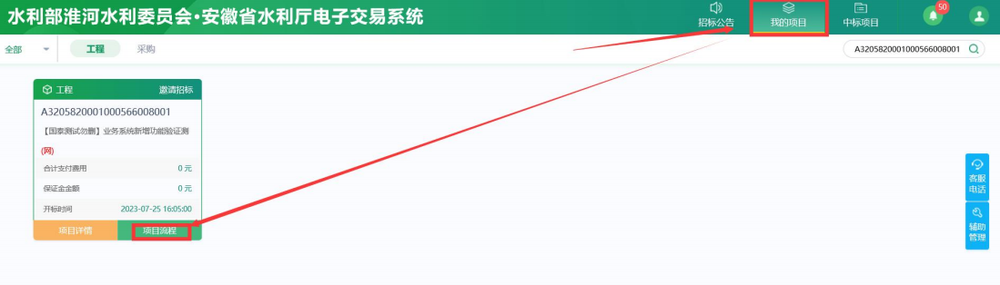 水利部淮河水利委员会·安徽省水利厅电子交易系统
招标公告 我的项目 中标项目 50
全部 工程 采购 A3205820001000566008001
工程 邀请招标
A3205820001000566008001
【国泰测试勿删】业务系统新增功能验证测
(网)
合计支付费用 0 元
保证金金额 0 元
开标时间 2023-07-25 16:05:00
项目详情 项目流程
客服
电话
辅助
管理